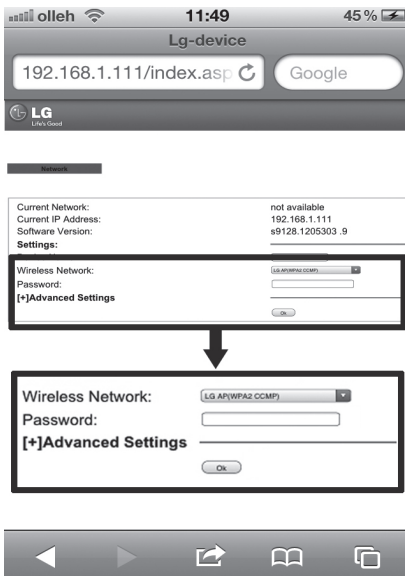 olleh 11:49 45%
Lg-device
192.168.1.111/index.asp Google
LG
Life's Good
Network
Current Network: not available
Current IP Address: 192.168.1.111
Software Version: s9128.1205303 .9
Settings:
Wireless Network: LG AP(WPA2 CCMP)
Password:
[+]Advanced Settings
Ok
Wireless Network: LG AP(WPA2 CCMP)
Password:
[+]Advanced Settings
Ok